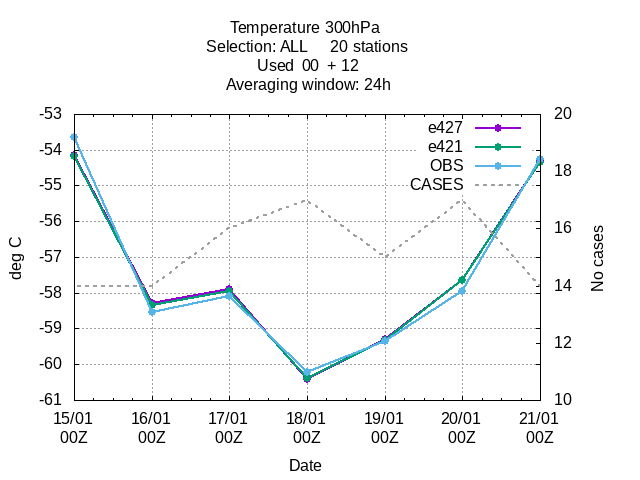 Temperature 300hPa
Selection: ALL 20 stations
Used 00 + 12
Averaging window: 24h
-53
-54
-55
-56
-57
-58
-59
-60
-61
20
18
16
14
12
10
e427
e421
OBS
CASES
deg C
No cases
15/01 16/01 17/01 18/01 19/01 20/01 21/01
00Z 00Z 00Z 00Z 00Z 00Z 00Z
Date